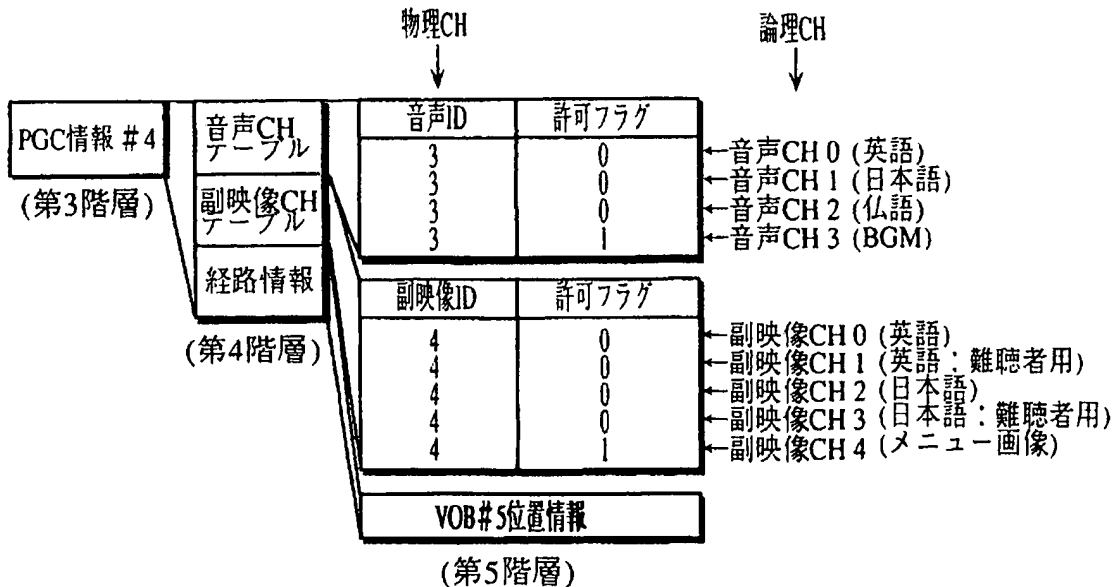 物理CH
論理CH
PGC情報 #4
(第3階層)
音声CH
テーブル
副映像CH
テーブル
経路情報
(第4階層)
音声ID 許可フラグ
3 0 ←音声CH 0 (英語)
3 0 ←音声CH 1 (日本語)
3 0 ←音声CH 2 (仏語)
3 1 ←音声CH 3 (BGM)
副映像ID 許可フラグ
4 0 ←副映像CH 0 (英語)
4 0 ←副映像CH 1 (英語:難聴者用)
4 0 ←副映像CH 2 (日本語)
4 0 ←副映像CH 3 (日本語:難聴者用)
4 1 ←副映像CH 4 (メニュー画像)
VOB#5位置情報
(第5階層)